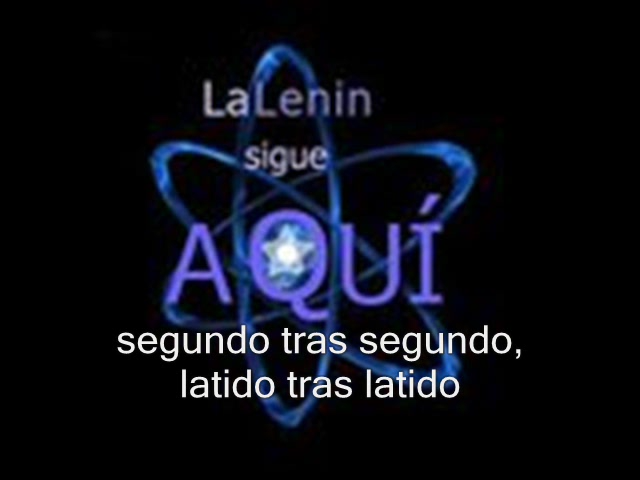 LaLenin
sigue
AQUÍ
segundo tras segundo,
latido tras latido